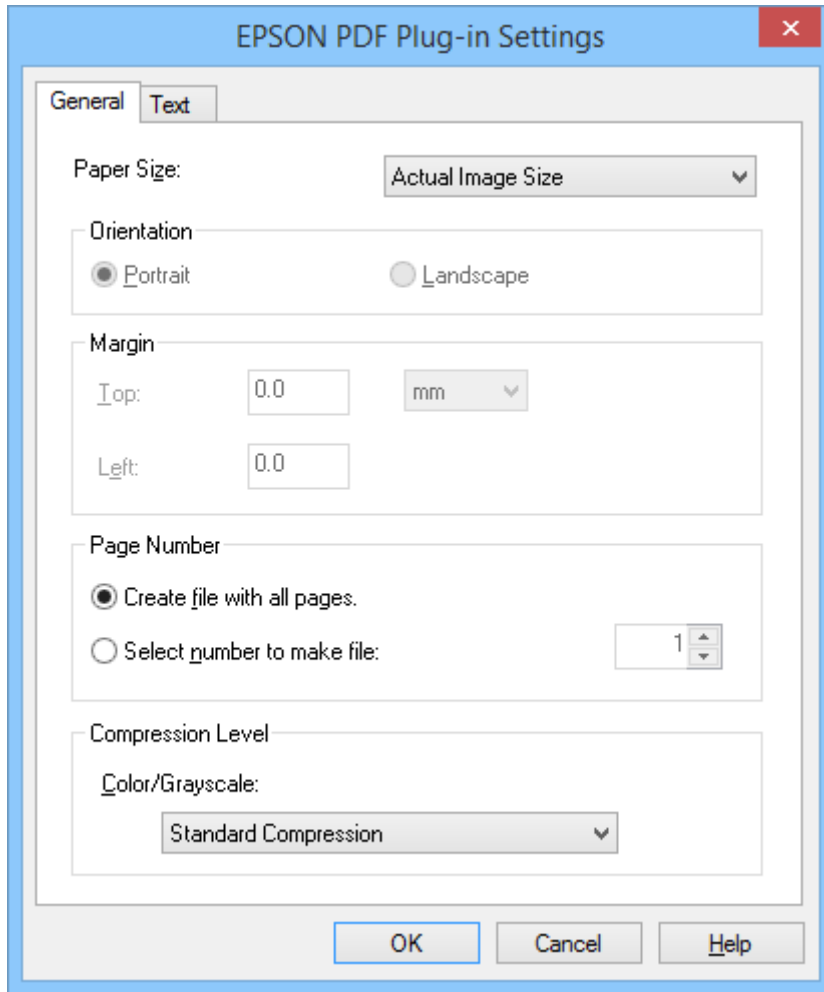 EPSON PDF Plug-in Settings
General Text
Paper Size: Actual Image Size
Orientation
Portrait Landscape
Margin
Top: 0.0 mm
Left: 0.0
Page Number
Create file with all pages.
Select number to make file: 1
Compression Level
Color/Grayscale:
Standard Compression
OK Cancel Help